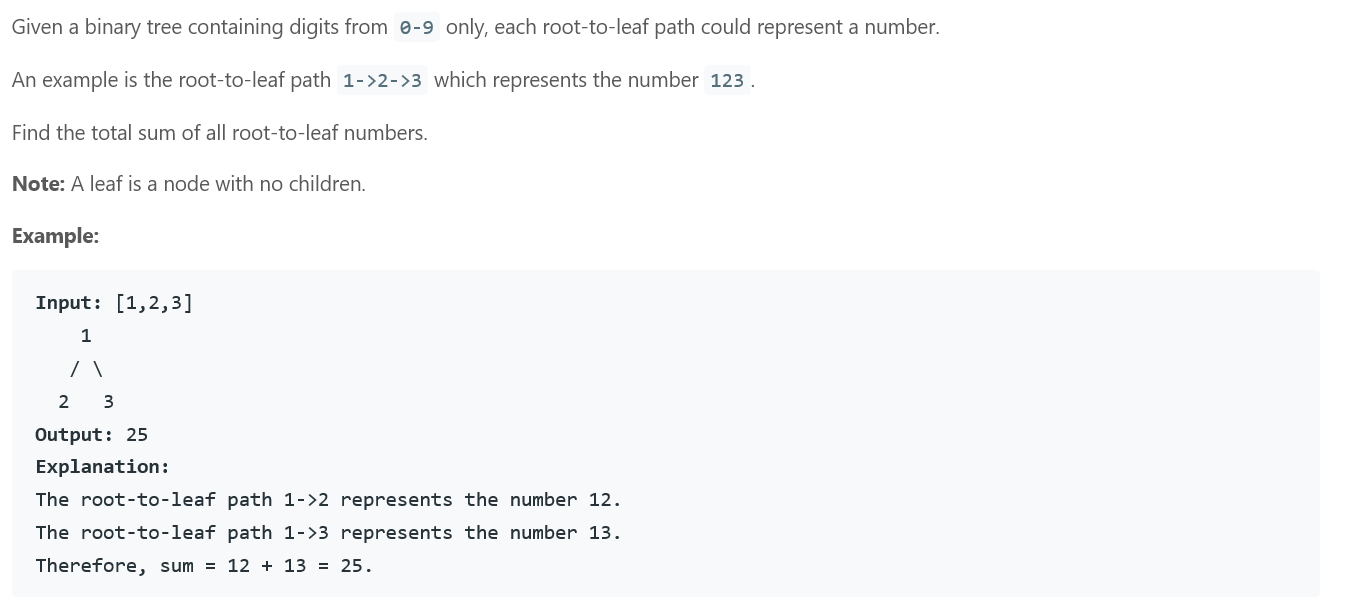 Given a binary tree containing digits from 0-9 only, each root-to-leaf path could represent a number.
An example is the root-to-leaf path 1->2->3 which represents the number 123.
Find the total sum of all root-to-leaf numbers.
Note: A leaf is a node with no children.
Example:
Input: [1,2,3]
    1
   / \
  2   3
Output: 25
Explanation:
The root-to-leaf path 1->2 represents the number 12.
The root-to-leaf path 1->3 represents the number 13.
Therefore, sum = 12 + 13 = 25.